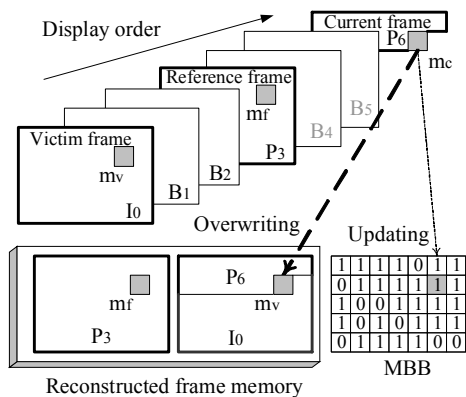 Display order
Current frame
P6
mc
Reference frame
mf
B5
B4
P3
Victim frame
mv
B2
B1
I0
Overwriting
Updating
P6
mf
mv
P3
I0
1 1 1 1 0 1 1
0 1 1 1 1 1 1
1 0 0 1 1 1 1
1 0 1 0 1 1 1
0 1 1 1 1 0 0
MBB
Reconstructed frame memory